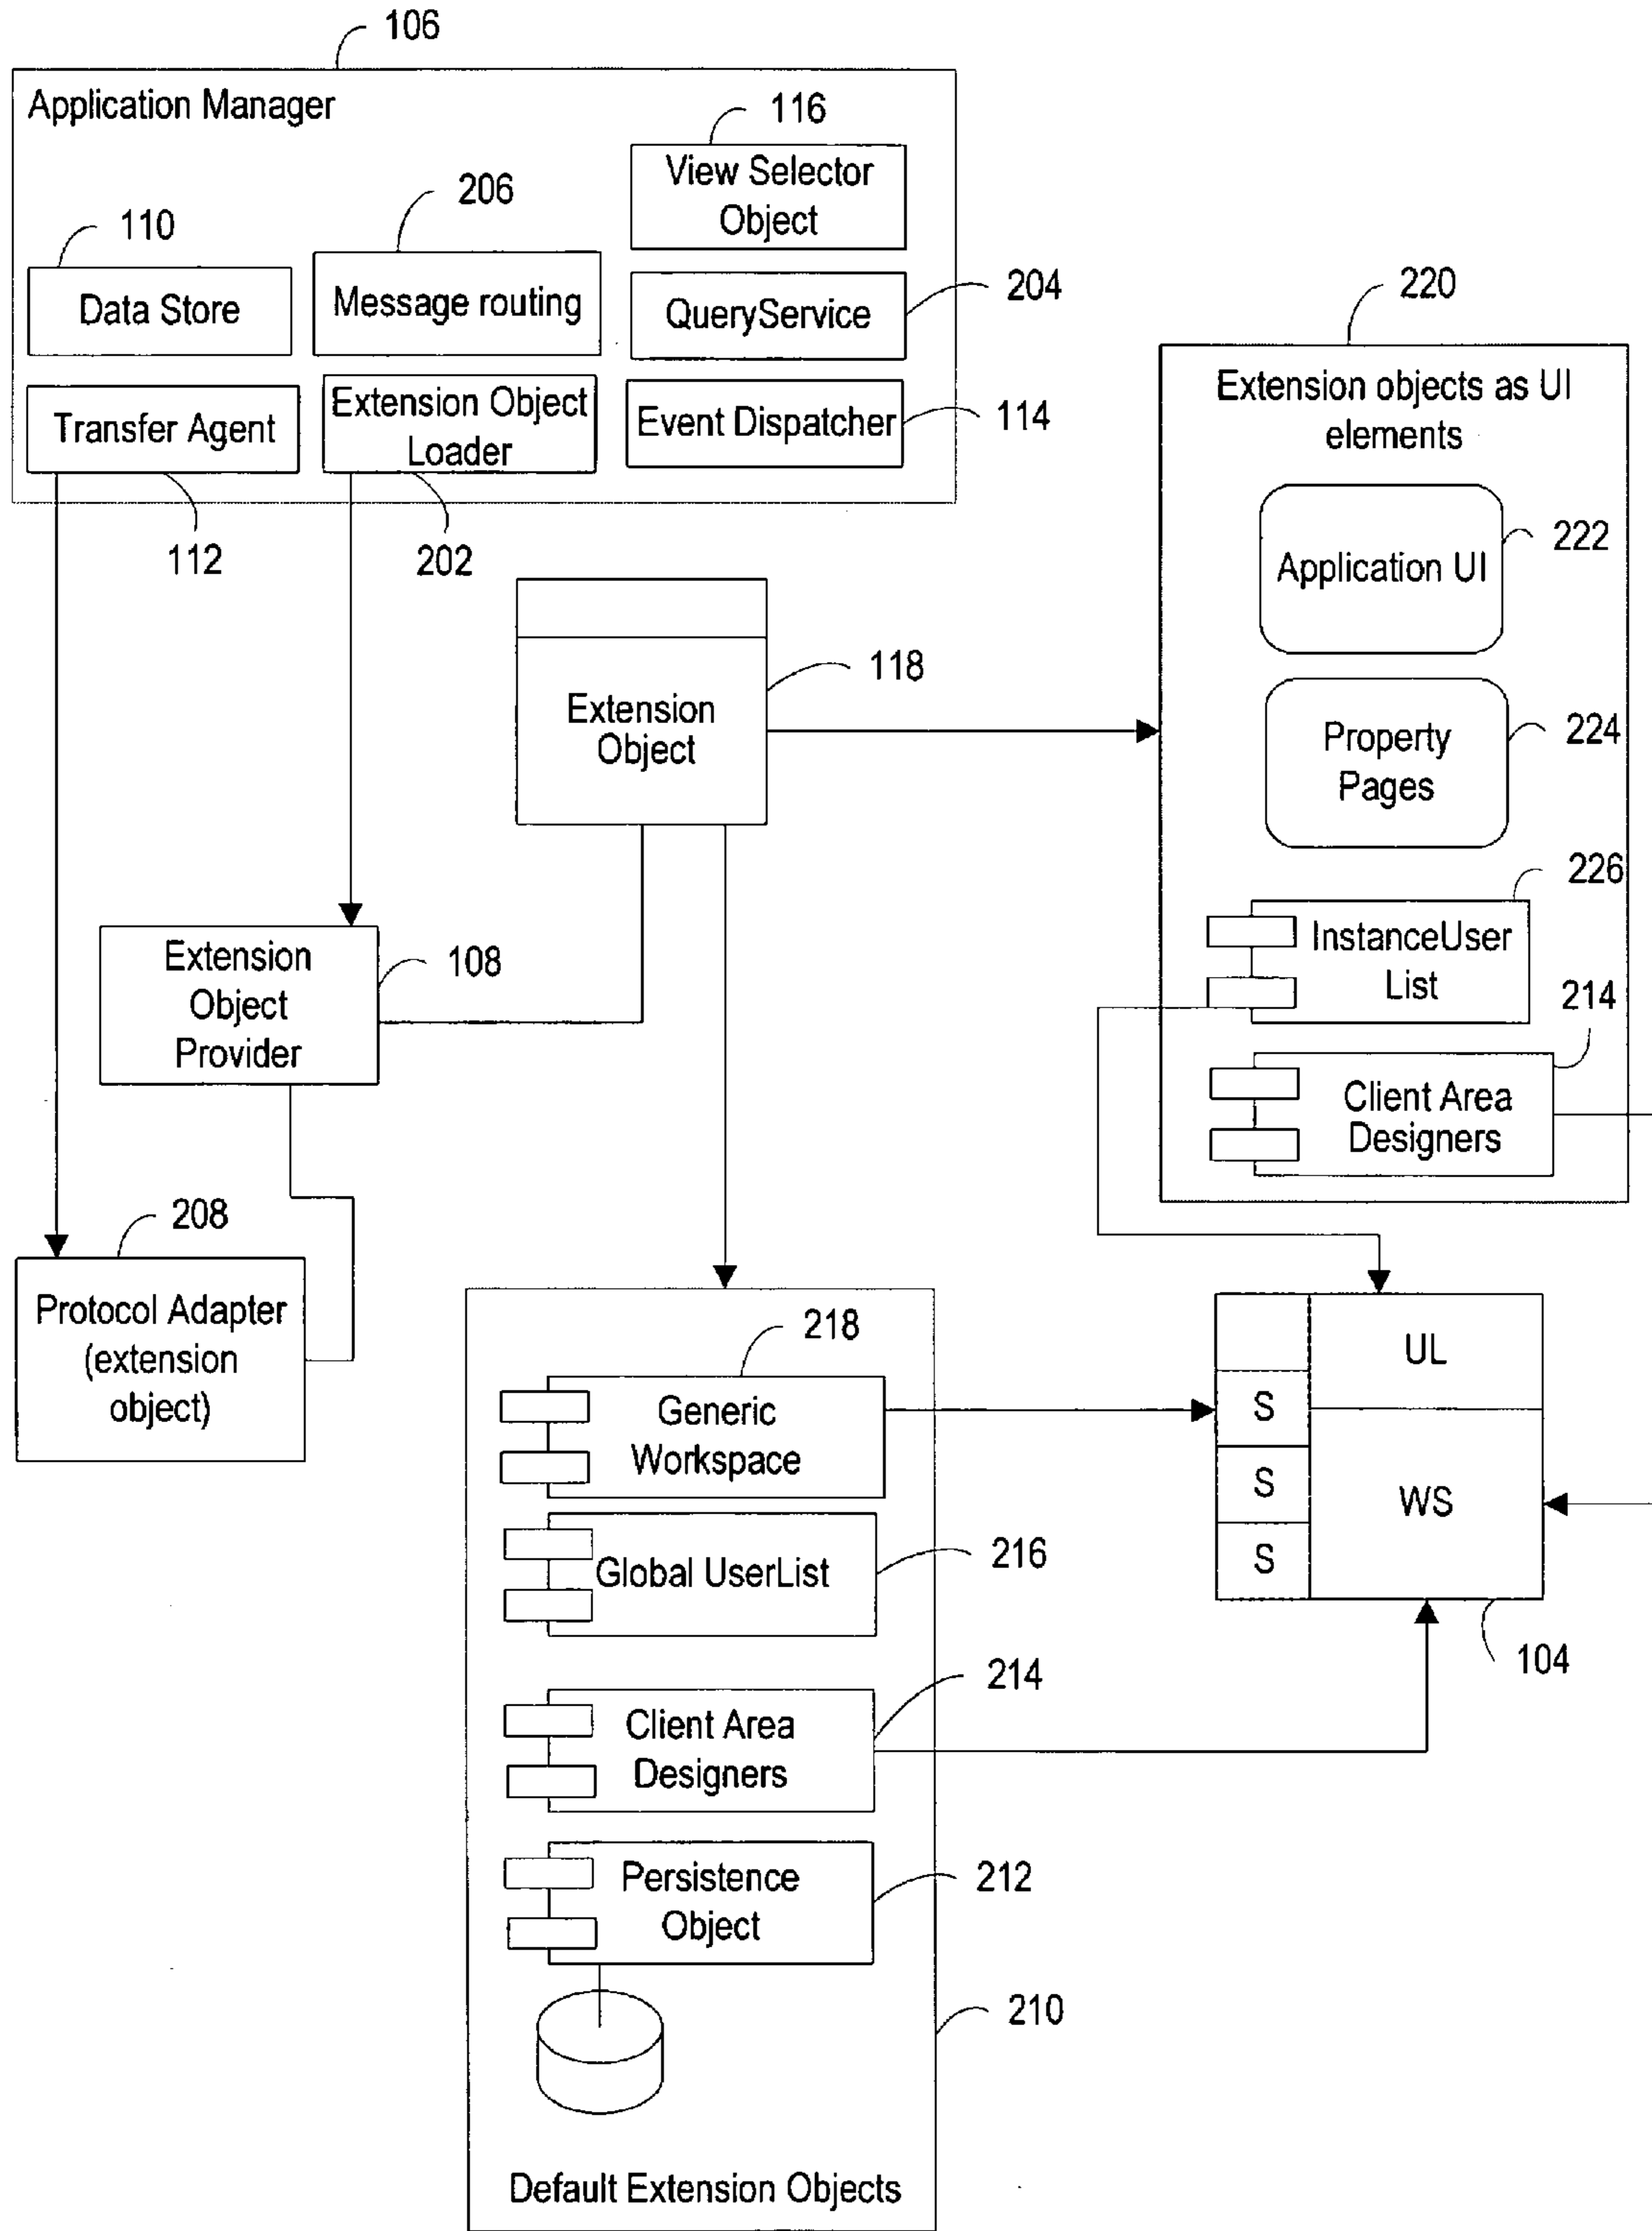 106
Application Manager
116
View Selector
Object
206
110
Data Store
Message routing
QueryService
204
Transfer Agent
Extension Object
Loader
Event Dispatcher
114
112
202
220
Extension objects as UI
elements
Application UI
222
Property
Pages
224
226
InstanceUser
List
214
Client Area
Designers
118
Extension
Object
Extension
Object
Provider
108
208
Protocol Adapter
(extension
object)
218
Generic
Workspace
Global UserList
216
214
Client Area
Designers
Persistence
Object
212
210
Default Extension Objects
UL
S
S
WS
S
104